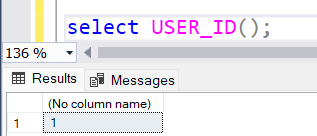 select USER_ID();
136 %
Results Messages
(No column name)
1 1